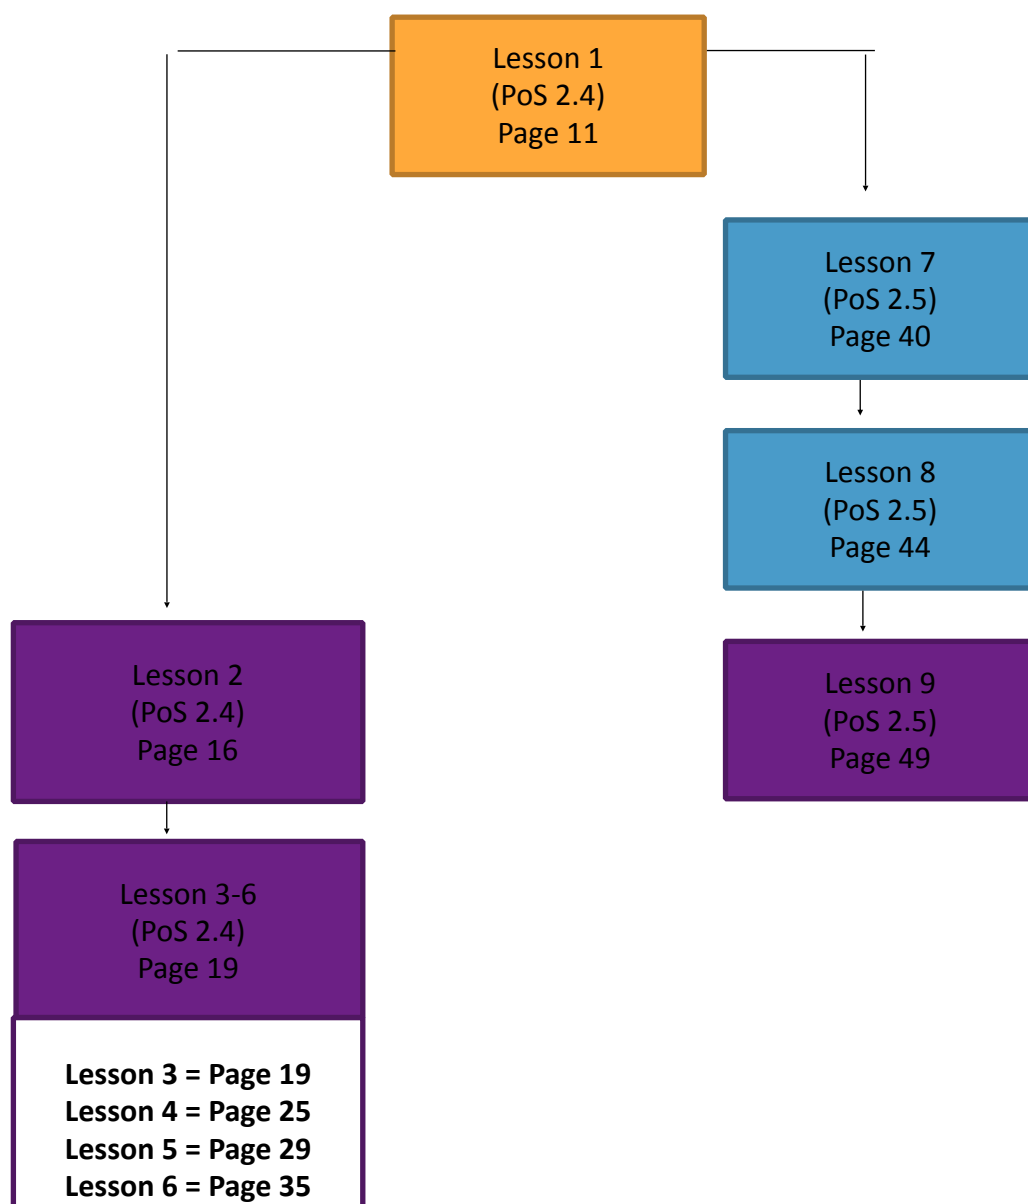 Lesson 1
(PoS 2.4)
Page 11
Lesson 7
(PoS 2.5)
Page 40
Lesson 8
(PoS 2.5)
Page 44
Lesson 2
(PoS 2.4)
Page 16
Lesson 9
(PoS 2.5)
Page 49
Lesson 3-6
(PoS 2.4)
Page 19
Lesson 3 = Page 19
Lesson 4 = Page 25
Lesson 5 = Page 29
Lesson 6 = Page 35